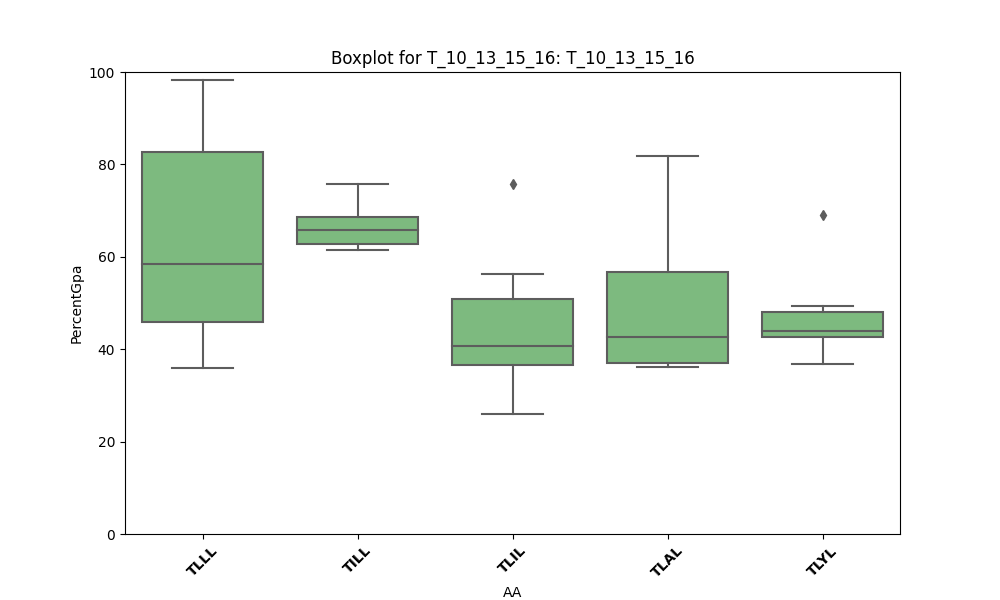 Boxplot for T_10_13_15_16: T_10_13_15_16
PercentGpa
100
80
60
40
20
0
TLLL
TILL
TLIL
TLAL
TLYL
AA